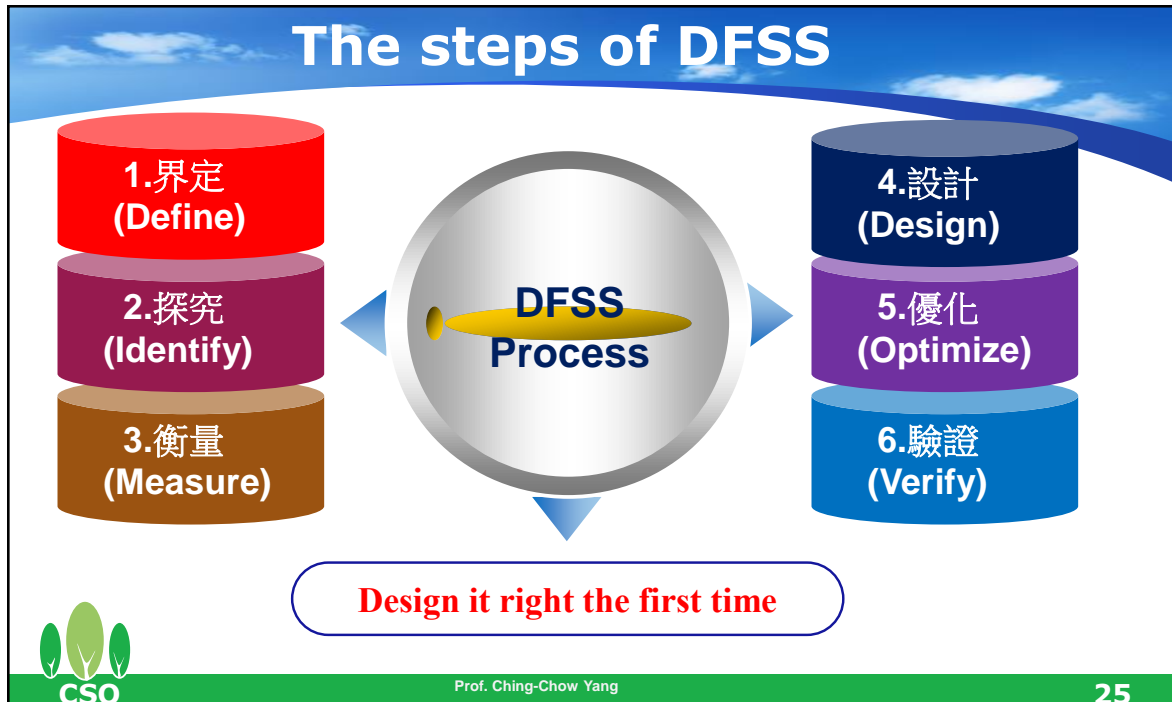 The steps of DFSS
1.界定
(Define)
2.探究
(Identify)
3.衡量
(Measure)
DFSS
Process
4.設計
(Design)
5.優化
(Optimize)
6.驗證
(Verify)
Design it right the first time
CSQ
Prof. Ching-Chow Yang
25